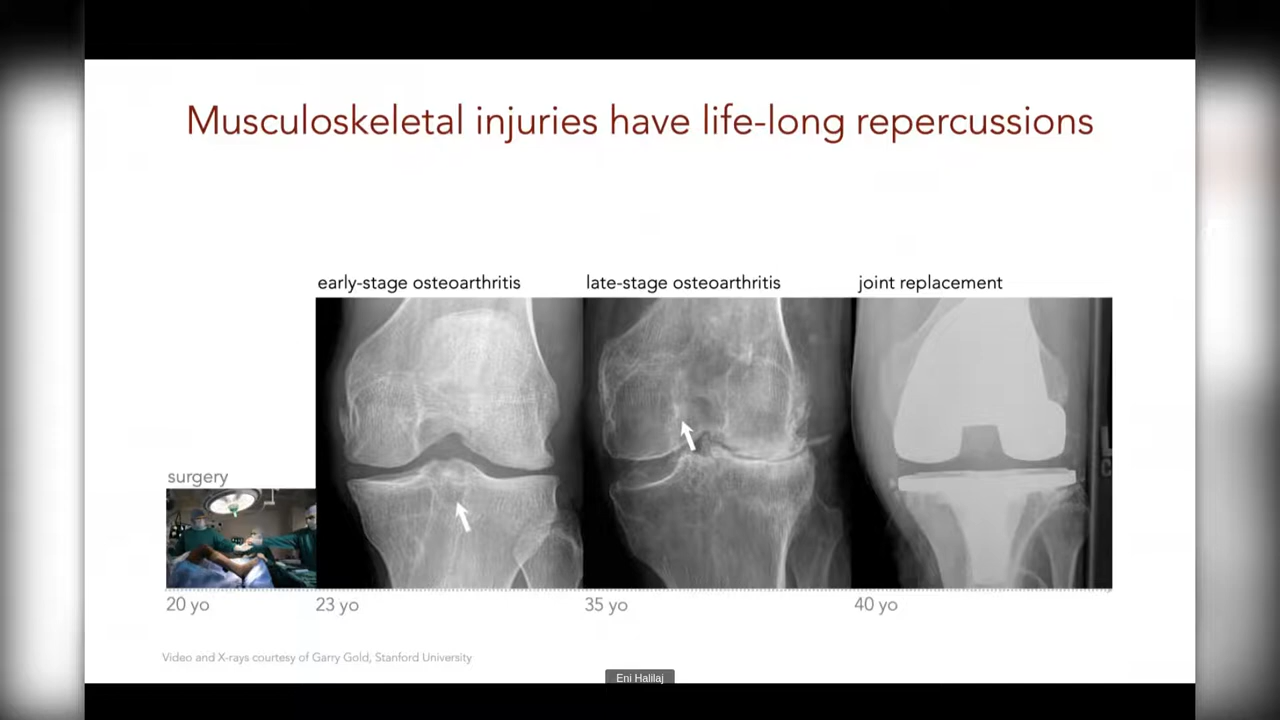 Musculoskeletal injuries have life-long repercussions
early-stage osteoarthritis
late-stage osteoarthritis
joint replacement
surgery
L
20 yo
23 yo
35 yo
40 yo
Video and X-rays courtesy of Garry Gold, Stanford University
Eni Halilaj